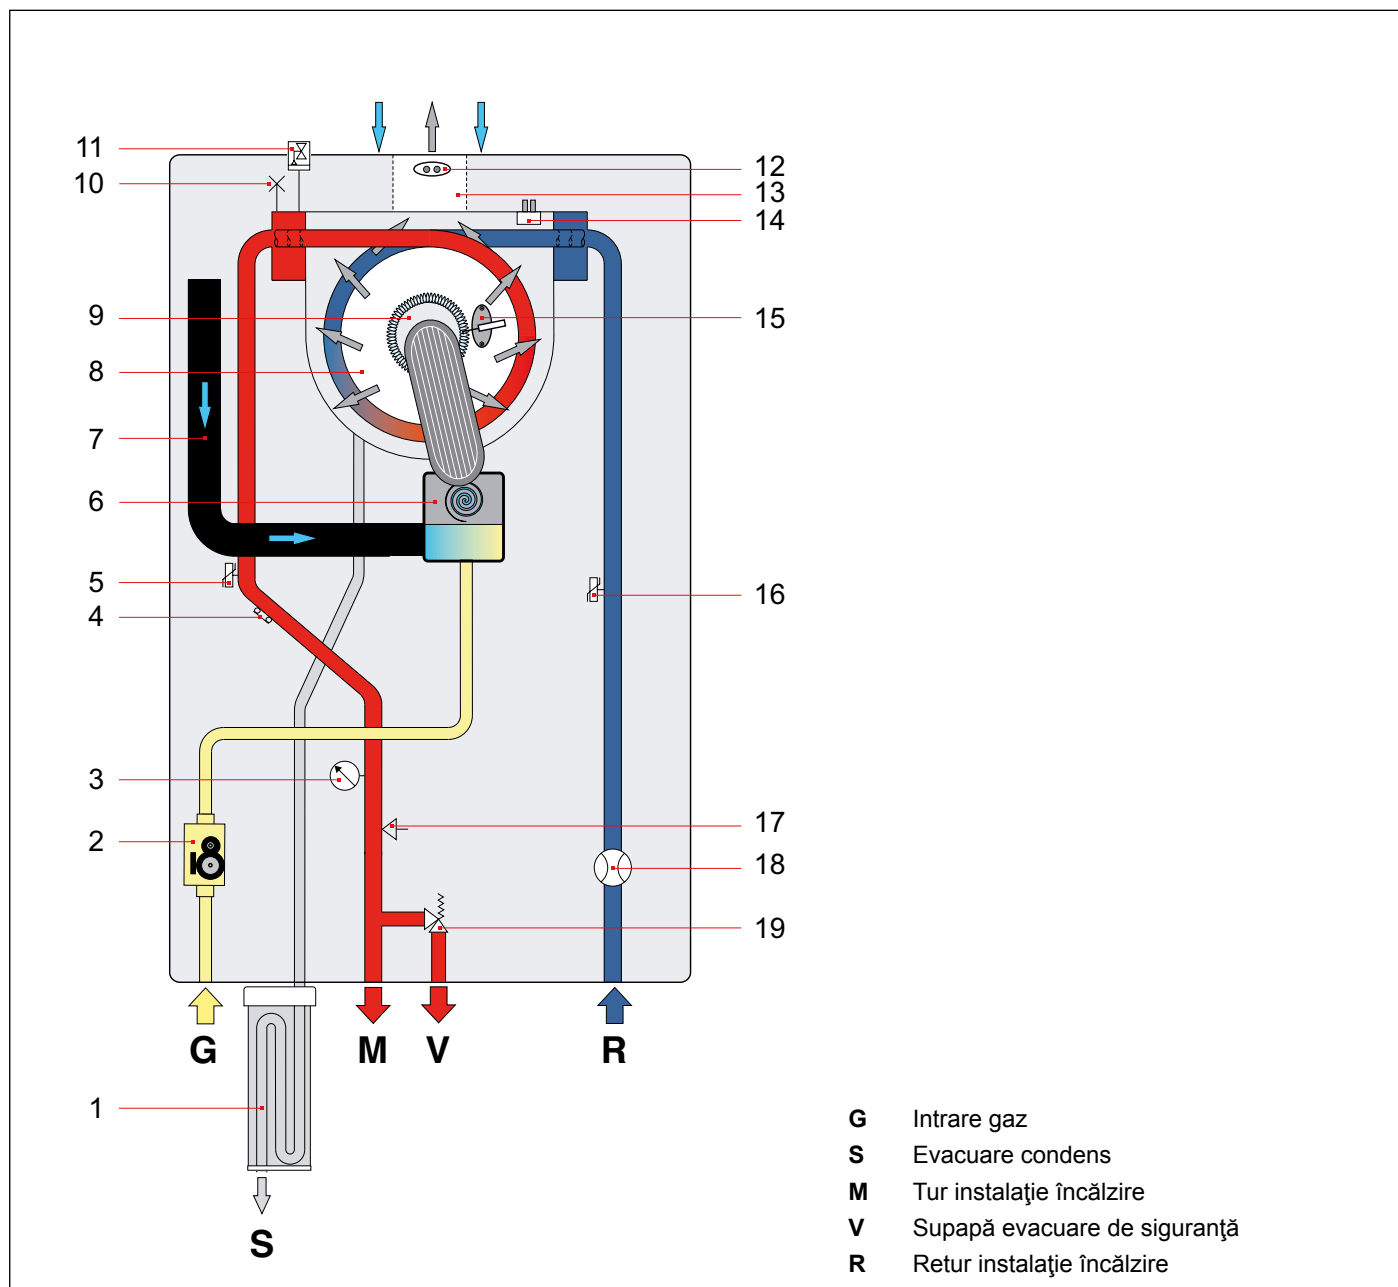 11
10
12
13
14
9
15
8
7
6
5
16
4
3
17
2
18
19
G
M
V
R
1
S
G Intrare gaz
S Evacuare condens
M Tur instalaţie încălzire
V Supapă evacuare de siguranţă
R Retur instalaţie încălzire